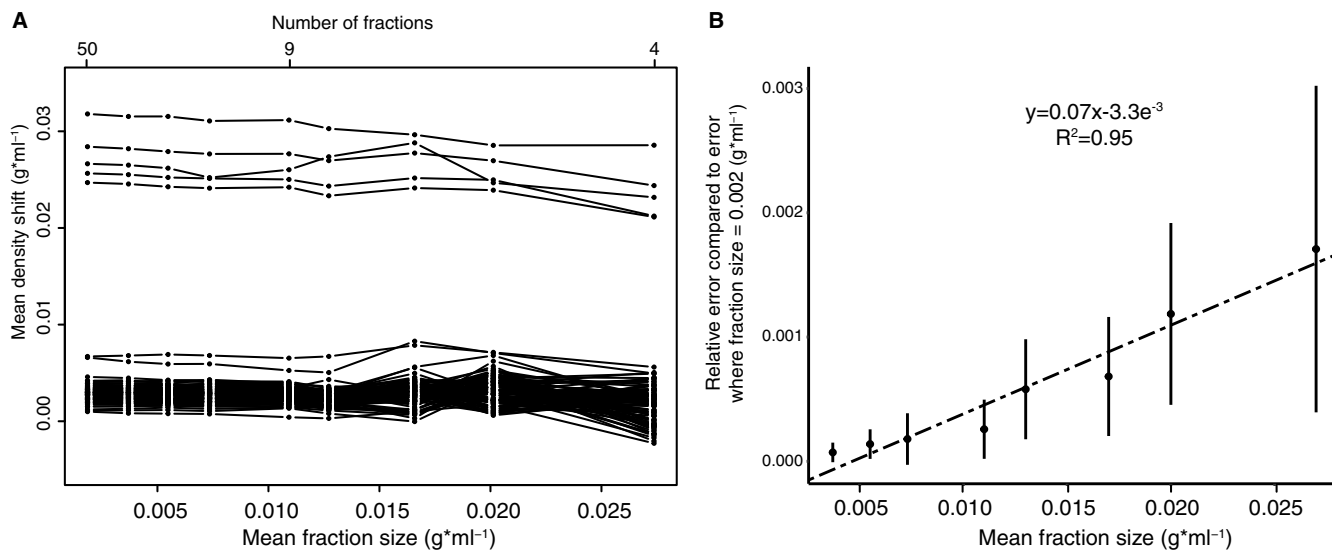 A
Number of fractions
50 9 4
Mean density shift (g*ml⁻¹)
0.03
0.02
0.01
0.00
0.005 0.010 0.015 0.020 0.025
Mean fraction size (g*ml⁻¹)
B
Relative error compared to error
where fraction size = 0.002 (g*ml⁻¹)
0.003
0.002
0.001
0.000
y=0.07x-3.3e⁻³
R²=0.95
0.005 0.010 0.015 0.020 0.025
Mean fraction size (g*ml⁻¹)